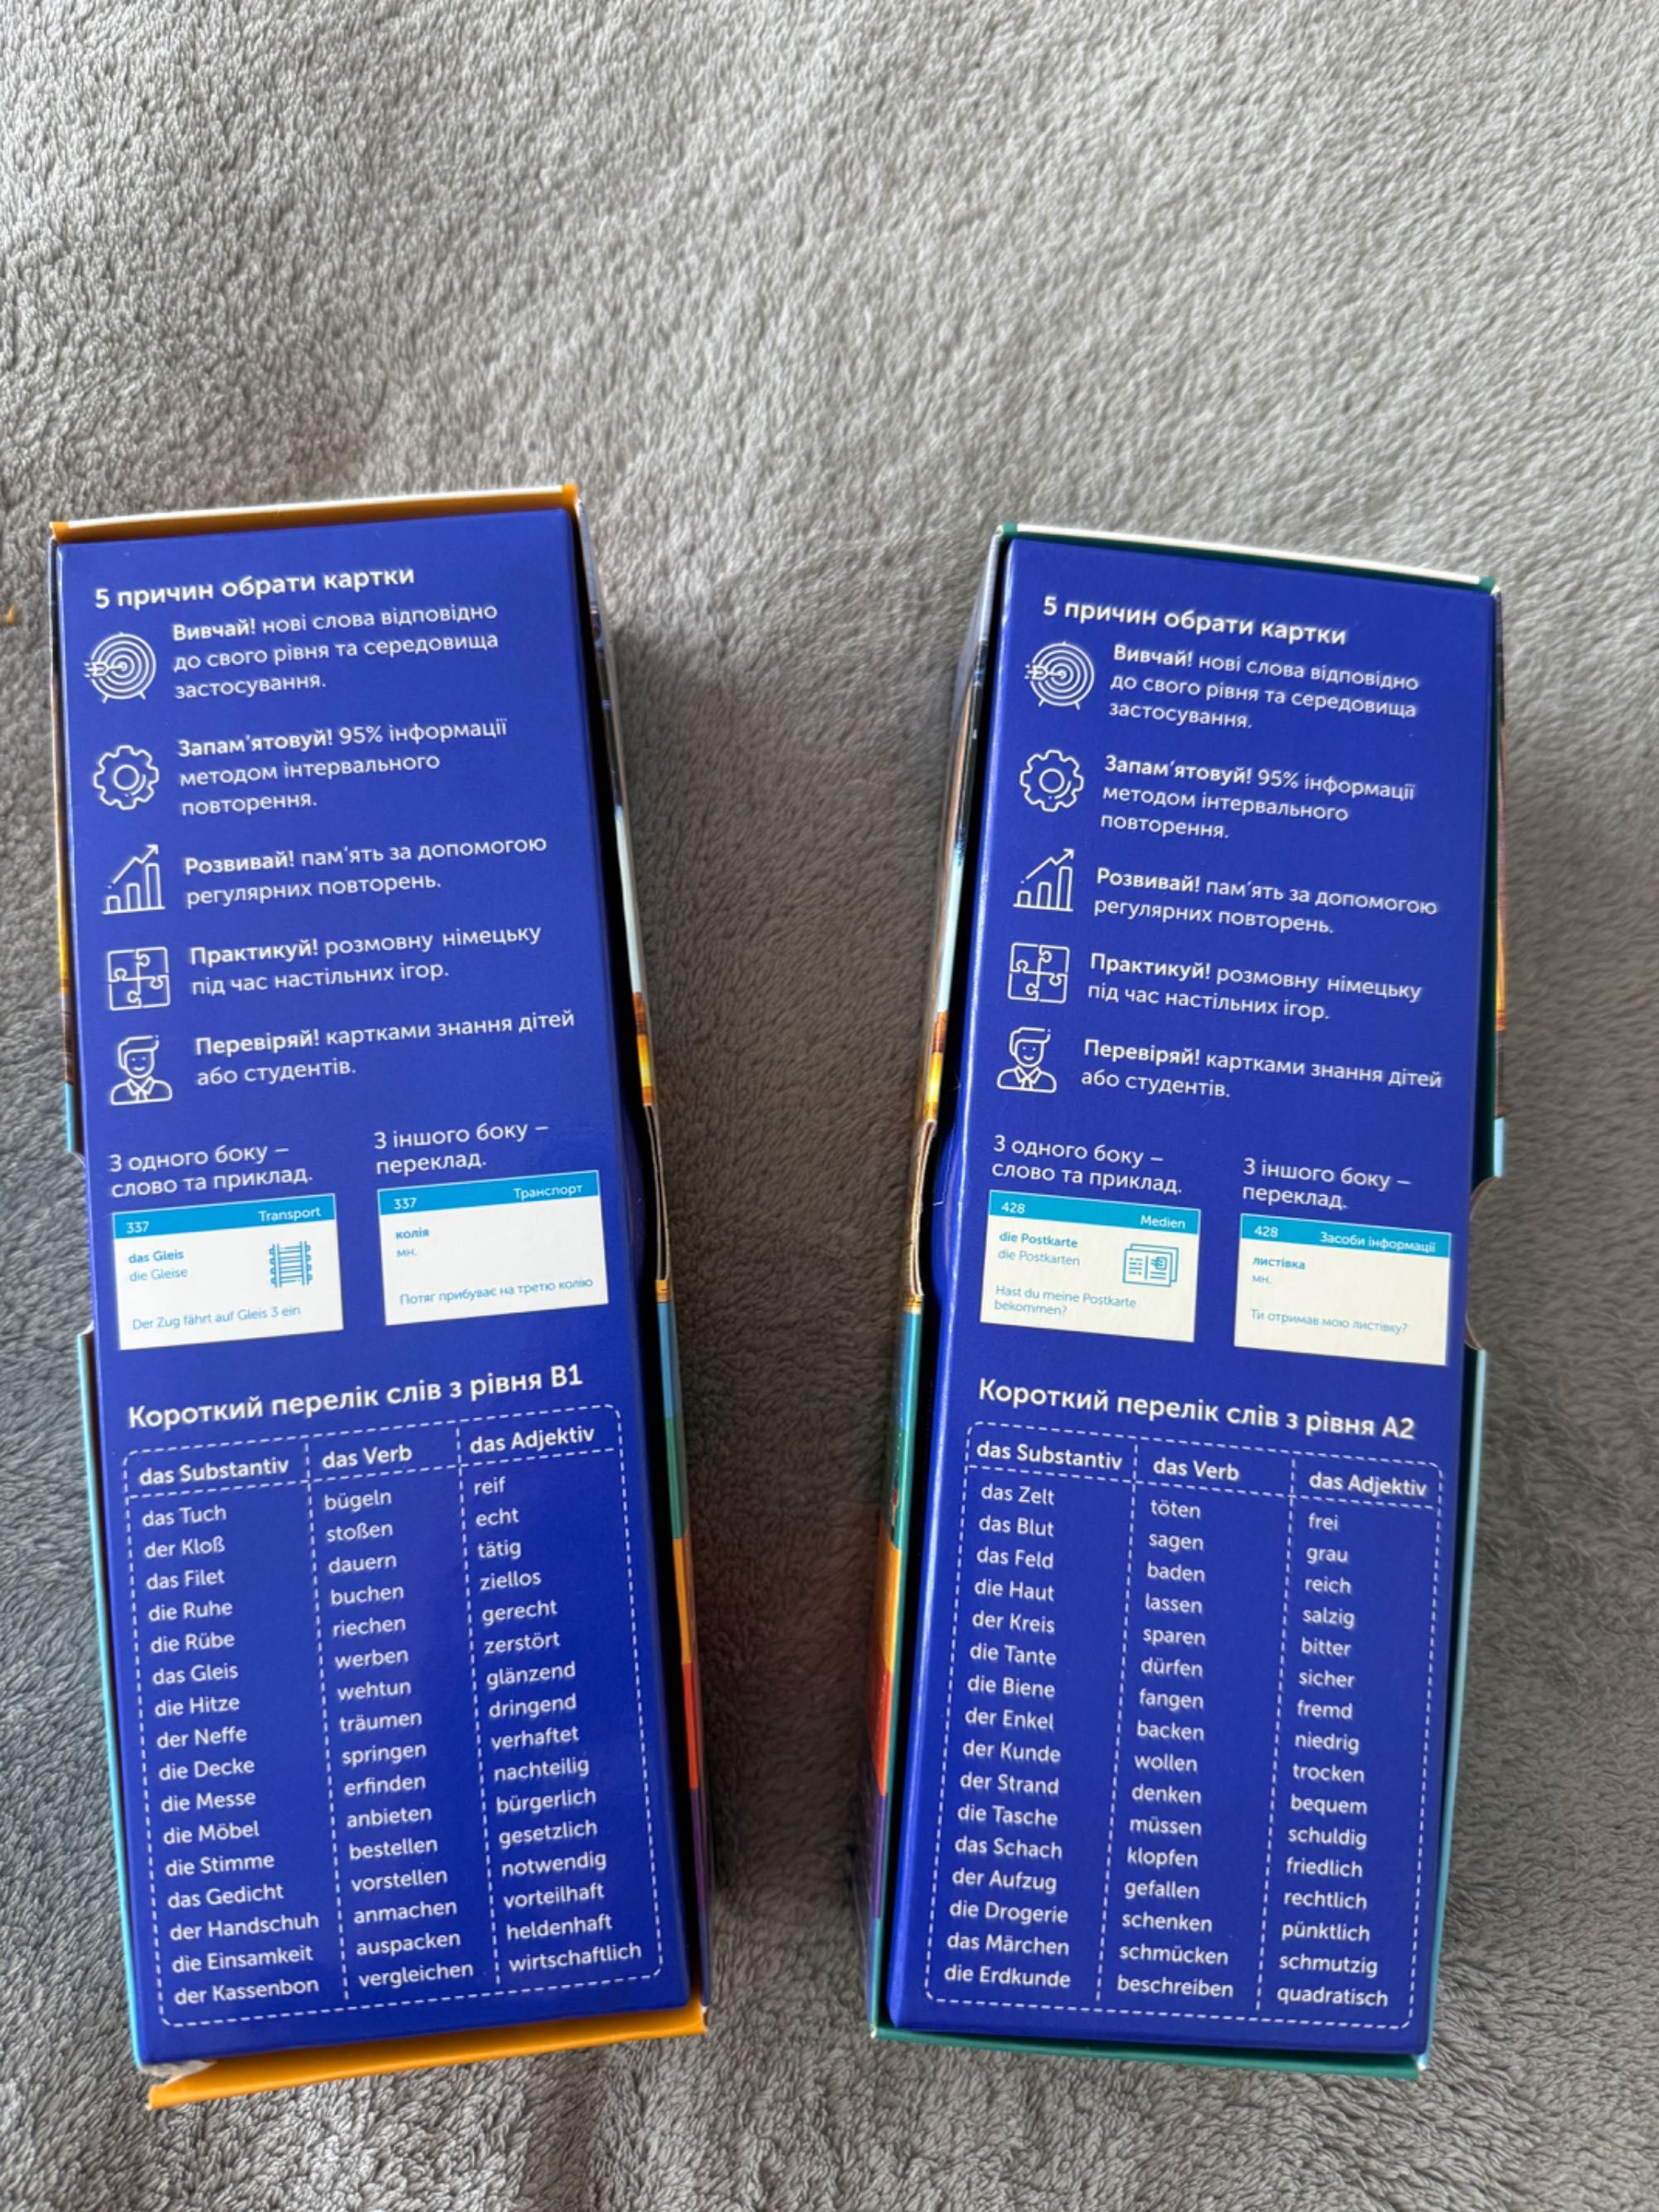 5 причин обрати картки
Вивчай! нові слова відповідно
до свого рівня та середовища
застосування.
Запам'ятовуй! 95% інформації
методом інтервального
повторення.
Розвивай! пам'ять за допомогою
регулярних повторень.
Практикуй! розмовну німецьку
під час настільних ігор.
Перевіряй! картками знання дітей
або студентів.
З одного боку –
слово та приклад.
337 Transport
das Gleis
die Gleise
Der Zug fährt auf Gleis 3 ein
З іншого боку –
переклад.
337 Транспорт
колія
мн.
Потяг прибуває на третю колію
Короткий перелік слів з рівня B1
das Substantiv das Verb das Adjektiv
das Tuch bügeln reif
der Kloß stoßen echt
das Filet dauern tätig
die Ruhe buchen ziellos
die Rübe riechen gerecht
das Gleis werben zerstört
die Hitze wehtun glänzend
der Neffe träumen dringend
die Decke springen verhaftet
die Messe erfinden nachteilig
die Möbel anbieten bürgerlich
die Stimme bestellen gesetzlich
das Gedicht vorstellen notwendig
der Handschuh anmachen vorteilhaft
die Einsamkeit auspacken heldenhaft
der Kassenbon vergleichen wirtschaftlich
5 причин обрати картки
Вивчай! нові слова відповідно
до свого рівня та середовища
застосування.
Запам'ятовуй! 95% інформації
методом інтервального
повторення.
Розвивай! пам'ять за допомогою
регулярних повторень.
Практикуй! розмовну німецьку
під час настільних ігор.
Перевіряй! картками знання дітей
або студентів.
З одного боку –
слово та приклад.
428 Medien
die Postkarte
die Postkarten
Hast du meine Postkarte
bekommen?
З іншого боку –
переклад.
428 Засоби інформації
листівка
мн.
Ти отримав мою листівку?
Короткий перелік слів з рівня A2
das Substantiv das Verb das Adjektiv
das Zelt töten frei
das Blut sagen grau
das Feld baden reich
die Haut lassen salzig
der Kreis sparen bitter
die Tante dürfen sicher
die Biene fangen fremd
der Enkel backen niedrig
der Kunde wollen trocken
der Strand denken bequem
die Tasche müssen schuldig
das Schach klopfen friedlich
der Aufzug gefallen rechtlich
die Drogerie schenken pünktlich
das Märchen schmücken schmutzig
die Erdkunde beschreiben quadratisch